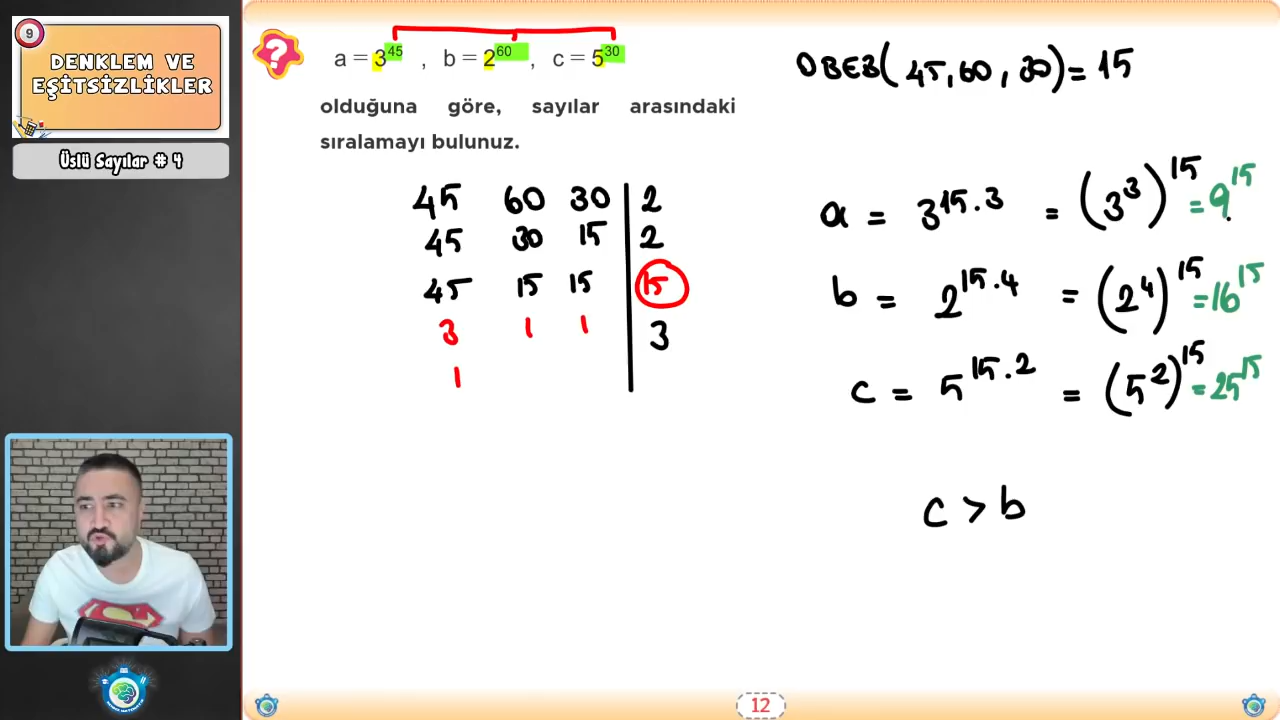 9
DENKLEM VE
EŞİTSİZLİKLER
Üslü Sayılar # 4
a = 3^45 , b = 2^60 , c = 5^30
olduğuna göre, sayılar arasındaki
sıralamayı bulunuz.
45 60 30 | 2
45 30 15 | 2
45 15 15 | 15
3 1 1 | 3
1
OBEB(45,60,30)=15
a = 3^15.3 = (3^3)^15 = 9^15
b = 2^15.4 = (2^4)^15 = 16^15
c = 5^15.2 = (5^2)^15 = 25^15
c > b
12